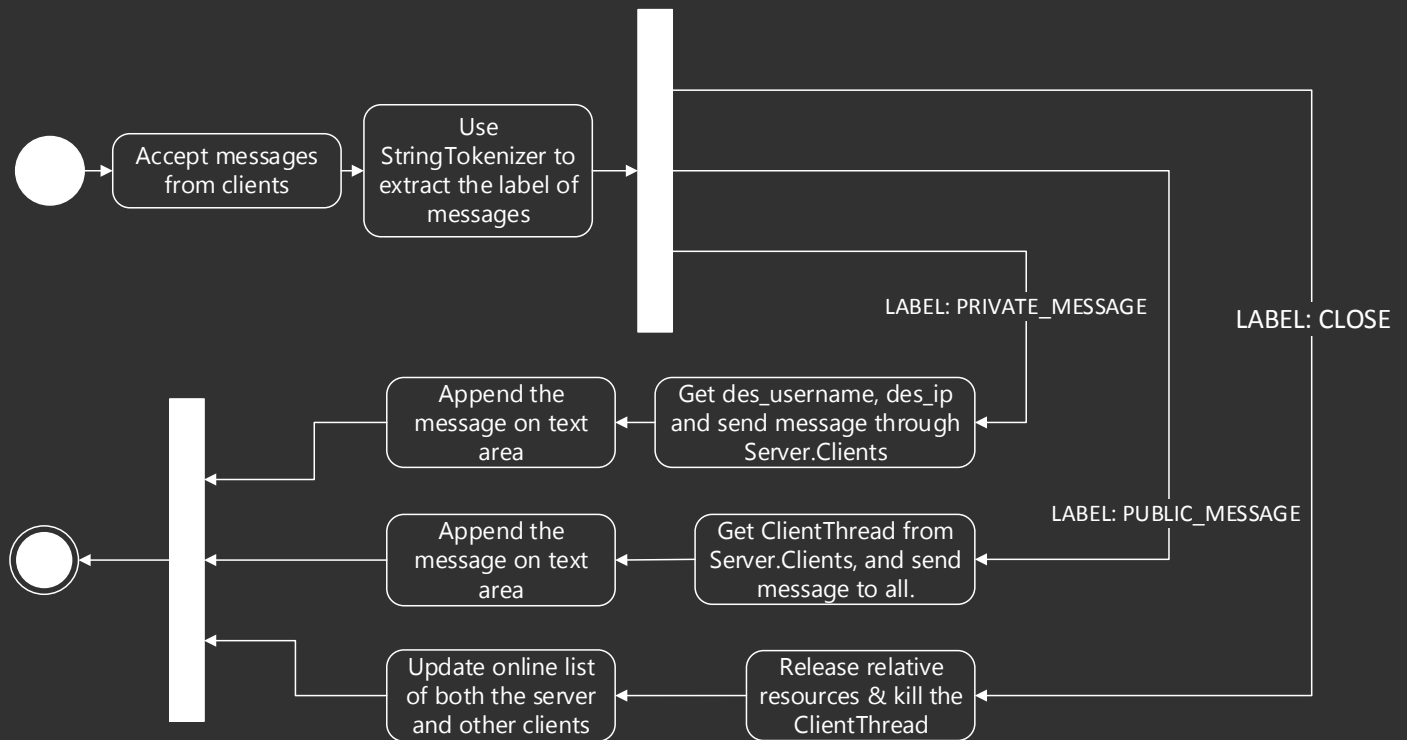 Accept messages
from clients
Use
StringTokenizer to
extract the label of
messages
LABEL: PRIVATE_MESSAGE
LABEL: CLOSE
Append the
message on text
area
Get des_username, des_ip
and send message through
Server.Clients
LABEL: PUBLIC_MESSAGE
Append the
message on text
area
Get ClientThread from
Server.Clients, and send
message to all.
Update online list
of both the server
and other clients
Release relative
resources & kill the
ClientThread